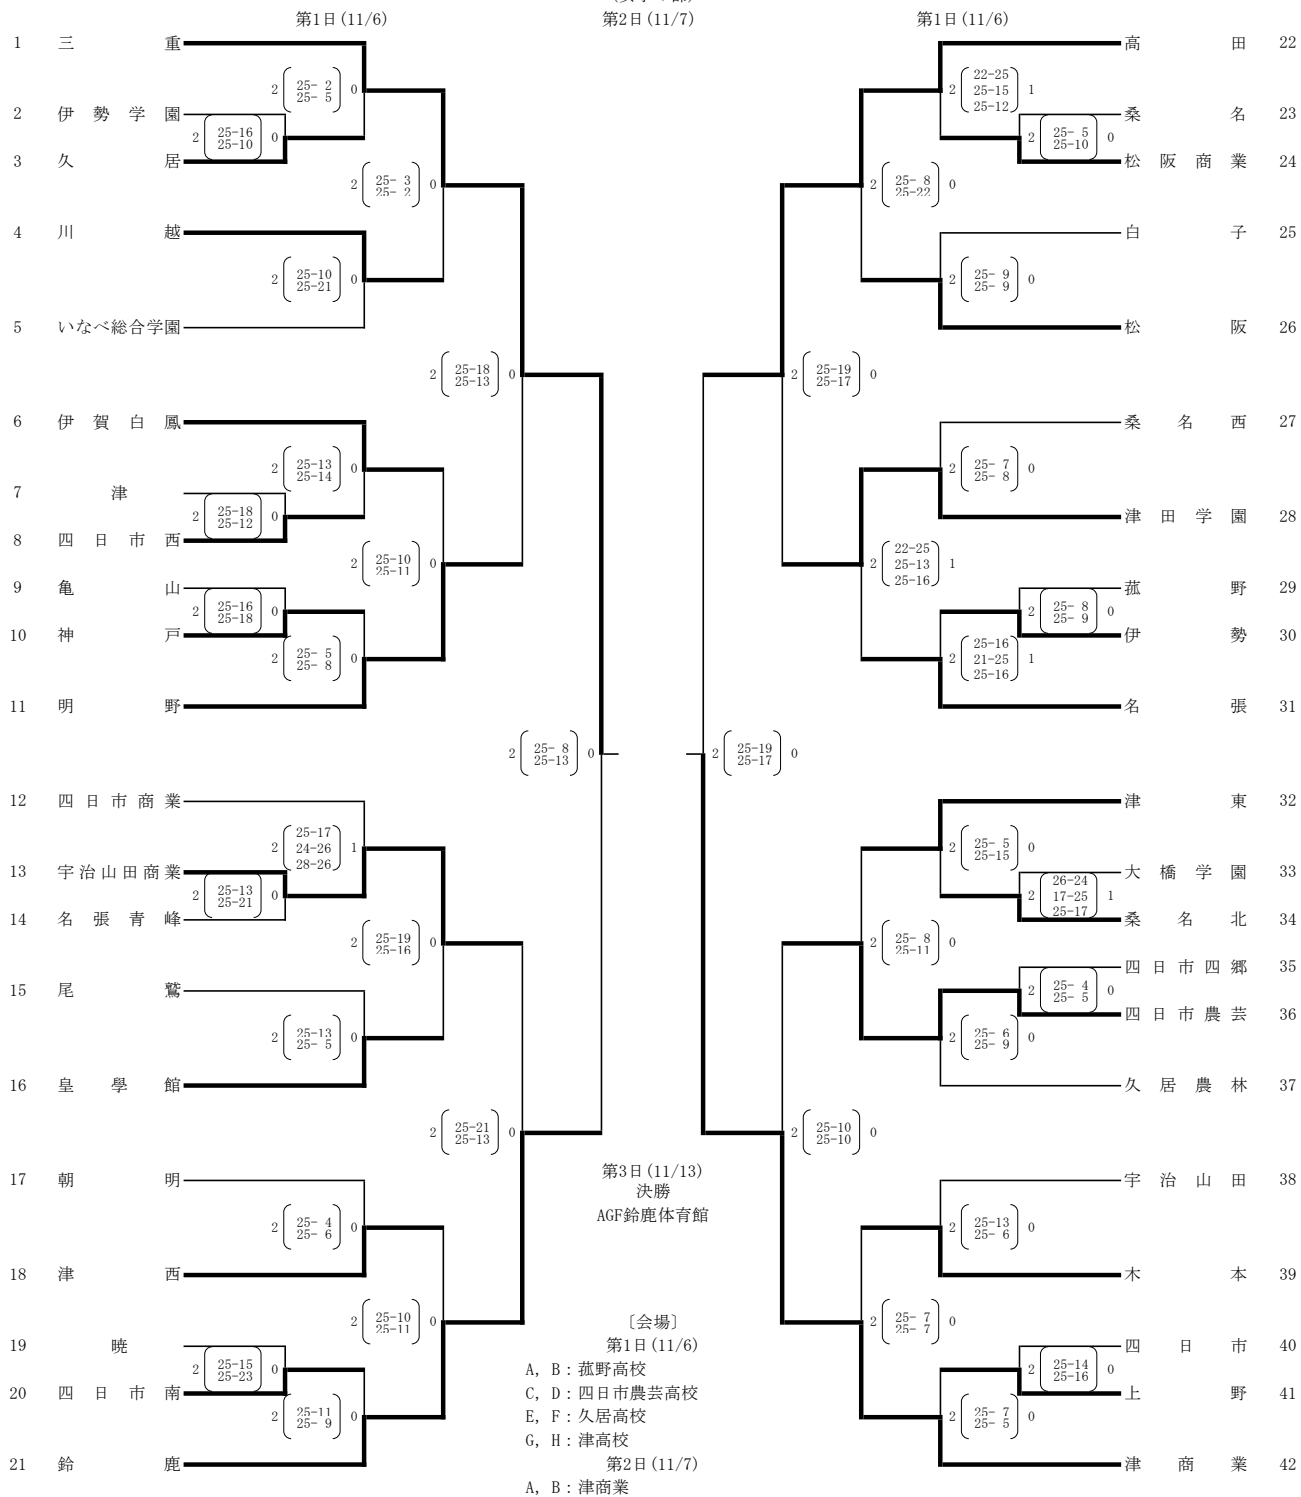 第1日(11/6)
第2日(11/7)
第1日(11/6)
1 三重
2 25-2 25-5 0
2 伊勢学園
2 25-16 25-10 0
3 久居
2 25-3 25-2 0
4 川越
2 25-10 25-21 0
5 いなべ総合学園
2 25-18 25-13 0
6 伊賀白鳳
2 25-13 25-14 0
7 津
2 25-18 25-12 0
8 四日市西
2 25-10 25-11 0
9 亀山
2 25-16 25-18 0
10 神戸
2 25-5 25-8 0
11 明野
2 25-8 25-13 0
12 四日市商業
2 25-17 24-26 28-26 1
13 宇治山田商業
2 25-13 25-21 0
14 名張青峰
2 25-19 25-16 0
15 尾鷲
2 25-13 25-5 0
16 皇學館
2 25-21 25-13 0
17 朝明
2 25-4 25-6 0
18 津西
2 25-10 25-11 0
19 暁
2 25-15 25-23 0
20 四日市南
2 25-11 25-9 0
21 鈴鹿
高田 22
2 22-25 25-15 25-12 1
桑名 23
2 25-5 25-10 0
松阪商業 24
2 25-8 25-22 0
白子 25
2 25-9 25-9 0
松阪 26
2 25-19 25-17 0
桑名西 27
2 25-7 25-8 0
津田学園 28
2 22-25 25-13 25-16 1
菰野 29
2 25-8 25-9 0
伊勢 30
2 25-16 21-25 25-16 1
名張 31
2 25-19 25-17 0
津東 32
2 25-5 25-15 0
大橋学園 33
2 26-24 17-25 25-17 1
桑名北 34
2 25-8 25-11 0
四日市四郷 35
2 25-4 25-5 0
四日市農芸 36
2 25-6 25-9 0
久居農林 37
2 25-10 25-10 0
宇治山田 38
2 25-13 25-6 0
木本 39
2 25-7 25-7 0
四日市 40
2 25-14 25-16 0
上野 41
2 25-7 25-5 0
津商業 42
第3日(11/13)
決勝
AGF鈴鹿体育館
〔会場〕
第1日(11/6)
A, B:菰野高校
C, D:四日市農芸高校
E, F:久居高校
G, H:津高校
第2日(11/7)
A, B:津商業